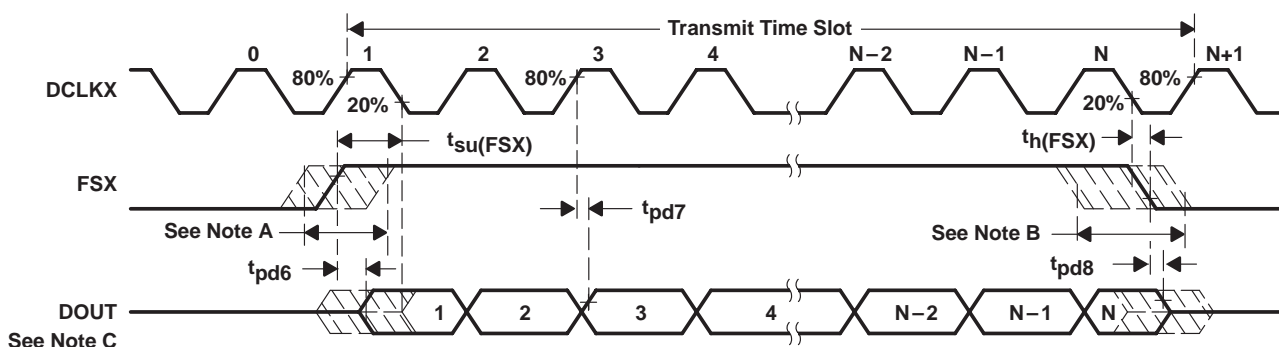 Transmit Time Slot
0 1 2 3 4 N−2 N−1 N N+1
80% 80% 80%
DCLKX
20% 20%
tsu(FSX) th(FSX)
FSX
tpd7
See Note A See Note B
tpd6 tpd8
DOUT 1 2 3 4 N−2 N−1 N
See Note C